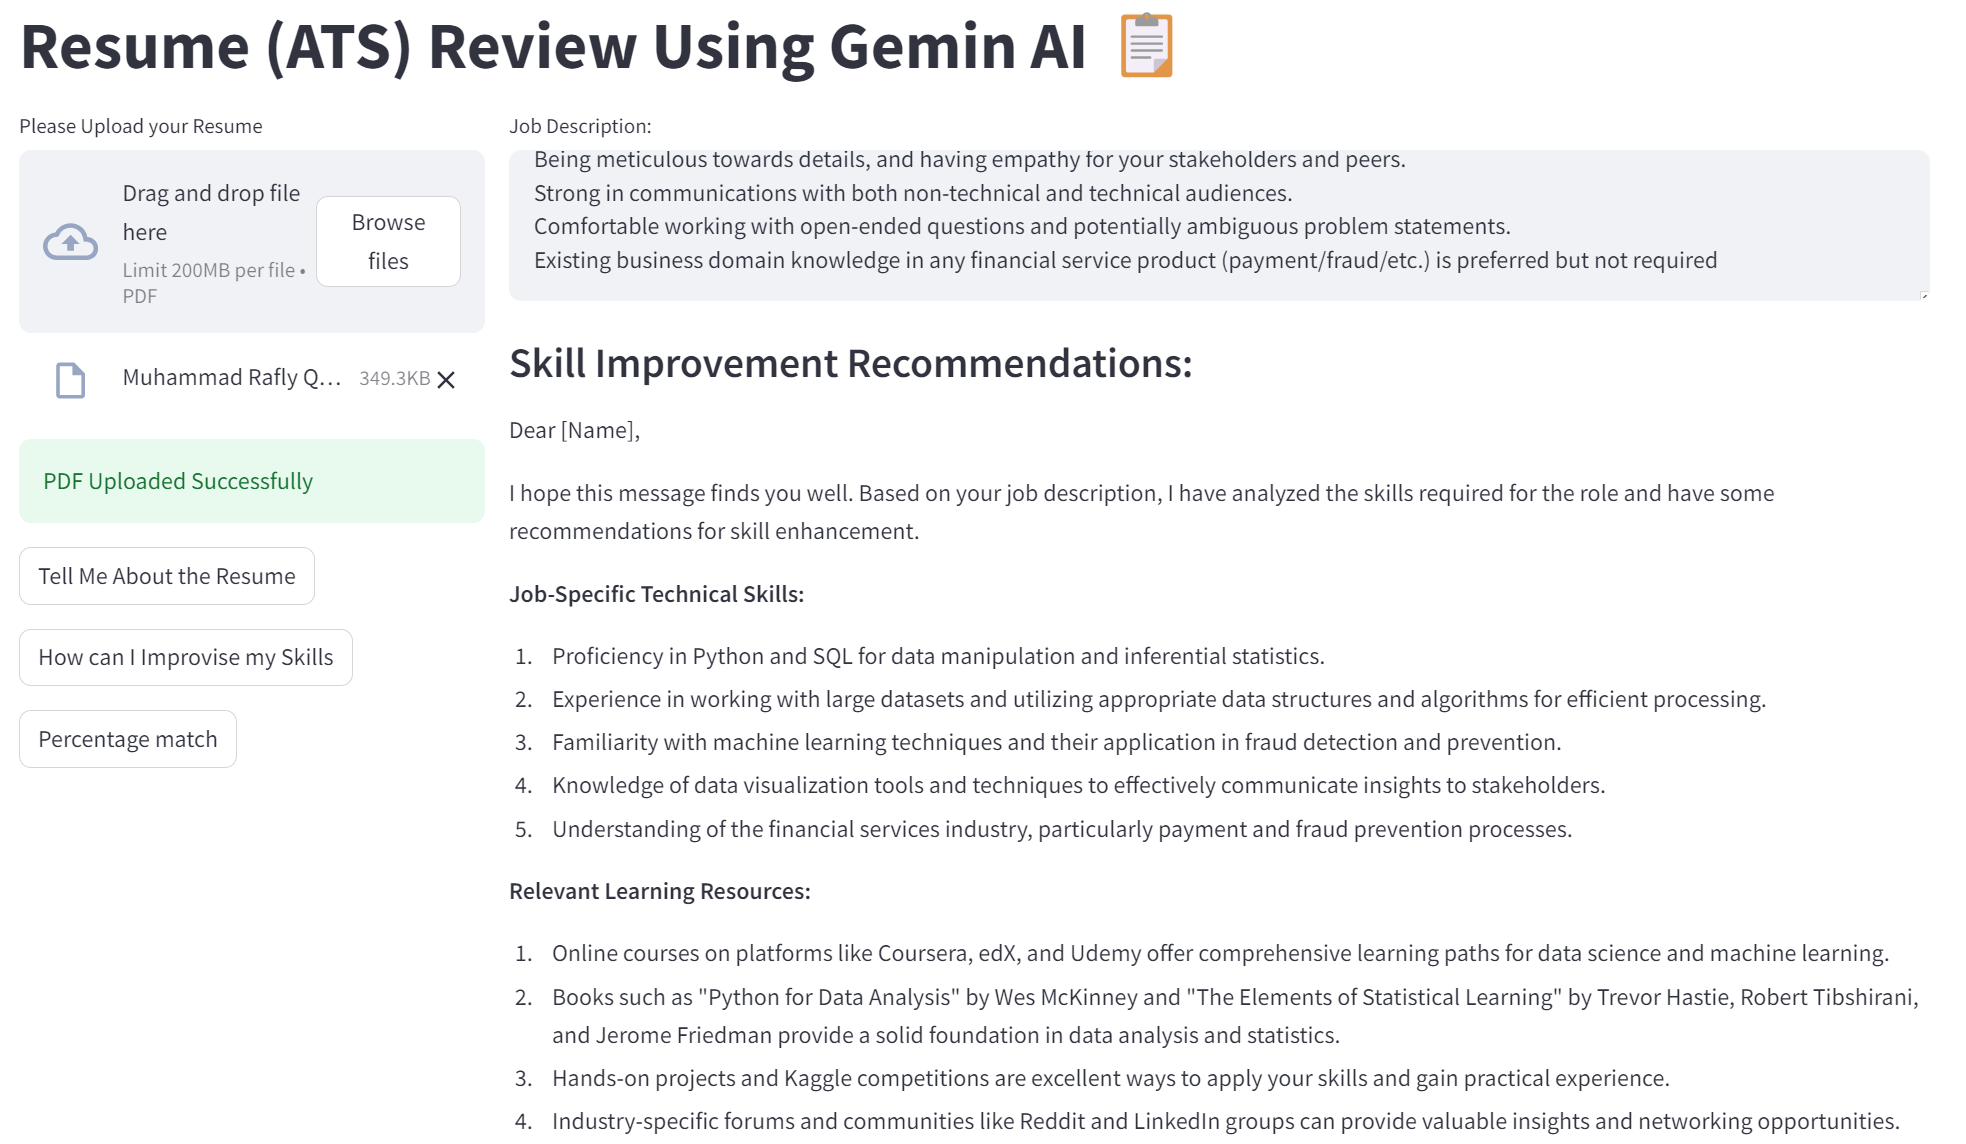 Resume (ATS) Review Using Gemin AI
Please Upload your Resume
Drag and drop file
here
Limit 200MB per file •
PDF
Browse
files
Muhammad Rafly Q... 349.3KB
PDF Uploaded Successfully
Tell Me About the Resume
How can I Improvise my Skills
Percentage match
Job Description:
Being meticulous towards details, and having empathy for your stakeholders and peers.
Strong in communications with both non-technical and technical audiences.
Comfortable working with open-ended questions and potentially ambiguous problem statements.
Existing business domain knowledge in any financial service product (payment/fraud/etc.) is preferred but not required
Skill Improvement Recommendations:
Dear [Name],
I hope this message finds you well. Based on your job description, I have analyzed the skills required for the role and have some
recommendations for skill enhancement.
Job-Specific Technical Skills:
1. Proficiency in Python and SQL for data manipulation and inferential statistics.
2. Experience in working with large datasets and utilizing appropriate data structures and algorithms for efficient processing.
3. Familiarity with machine learning techniques and their application in fraud detection and prevention.
4. Knowledge of data visualization tools and techniques to effectively communicate insights to stakeholders.
5. Understanding of the financial services industry, particularly payment and fraud prevention processes.
Relevant Learning Resources:
1. Online courses on platforms like Coursera, edX, and Udemy offer comprehensive learning paths for data science and machine learning.
2. Books such as "Python for Data Analysis" by Wes McKinney and "The Elements of Statistical Learning" by Trevor Hastie, Robert Tibshirani,
and Jerome Friedman provide a solid foundation in data analysis and statistics.
3. Hands-on projects and Kaggle competitions are excellent ways to apply your skills and gain practical experience.
4. Industry-specific forums and communities like Reddit and LinkedIn groups can provide valuable insights and networking opportunities.